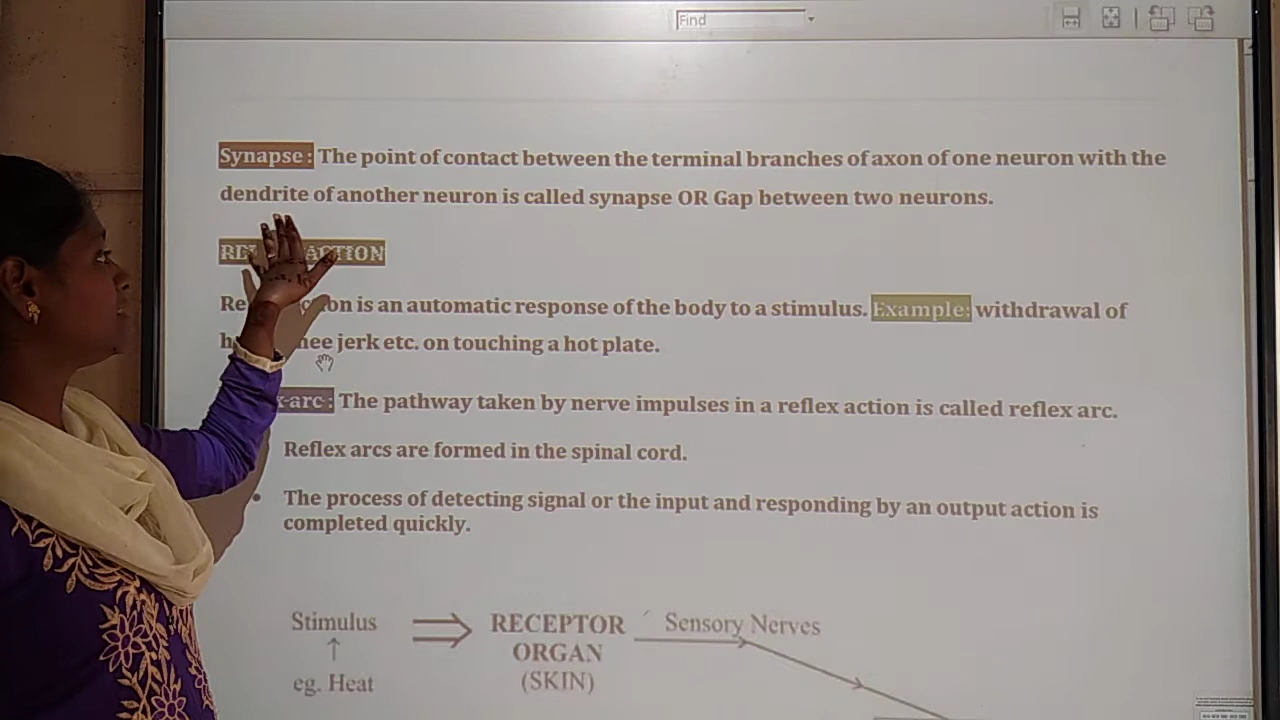 Find
Synapse : The point of contact between the terminal branches of axon of one neuron with the
dendrite of another neuron is called synapse OR Gap between two neurons.
ACTION
is an automatic response of the body to a stimulus. Example: withdrawal of
jerk etc. on touching a hot plate.
arc : The pathway taken by nerve impulses in a reflex action is called reflex arc.
Reflex arcs are formed in the spinal cord.
• The process of detecting signal or the input and responding by an output action is
completed quickly.
Stimulus ⇒ RECEPTOR Sensory Nerves
↑ ORGAN
eg. Heat (SKIN)